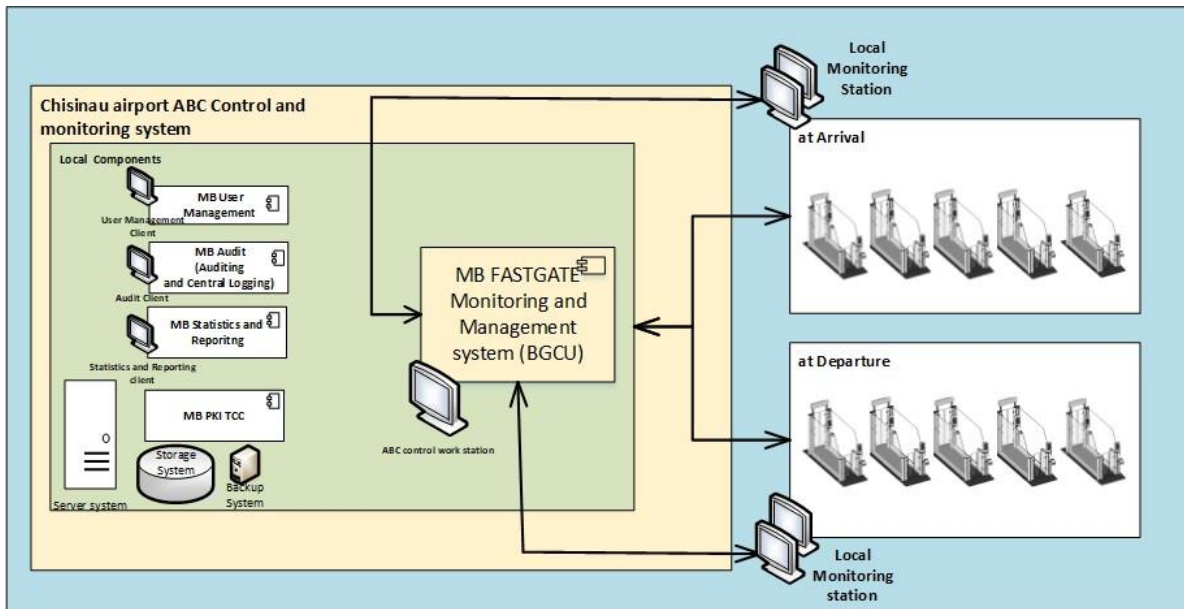 Local
Monitoring
Station
Chisinau airport ABC Control and
monitoring system
at Arrival
Local Components
MB User
Management
User Management
Client
MB Audit
(Auditing
and Central Logging)
Audit Client
MB Statistics and
Reporitng
Statistics and Reporting
client
MB PKI TCC
Storage
System
Backup
System
Server system
MB FASTGATE
Monitoring and
Management
system (BGCU)
ABC control work station
at Departure
Local
Monitoring
station